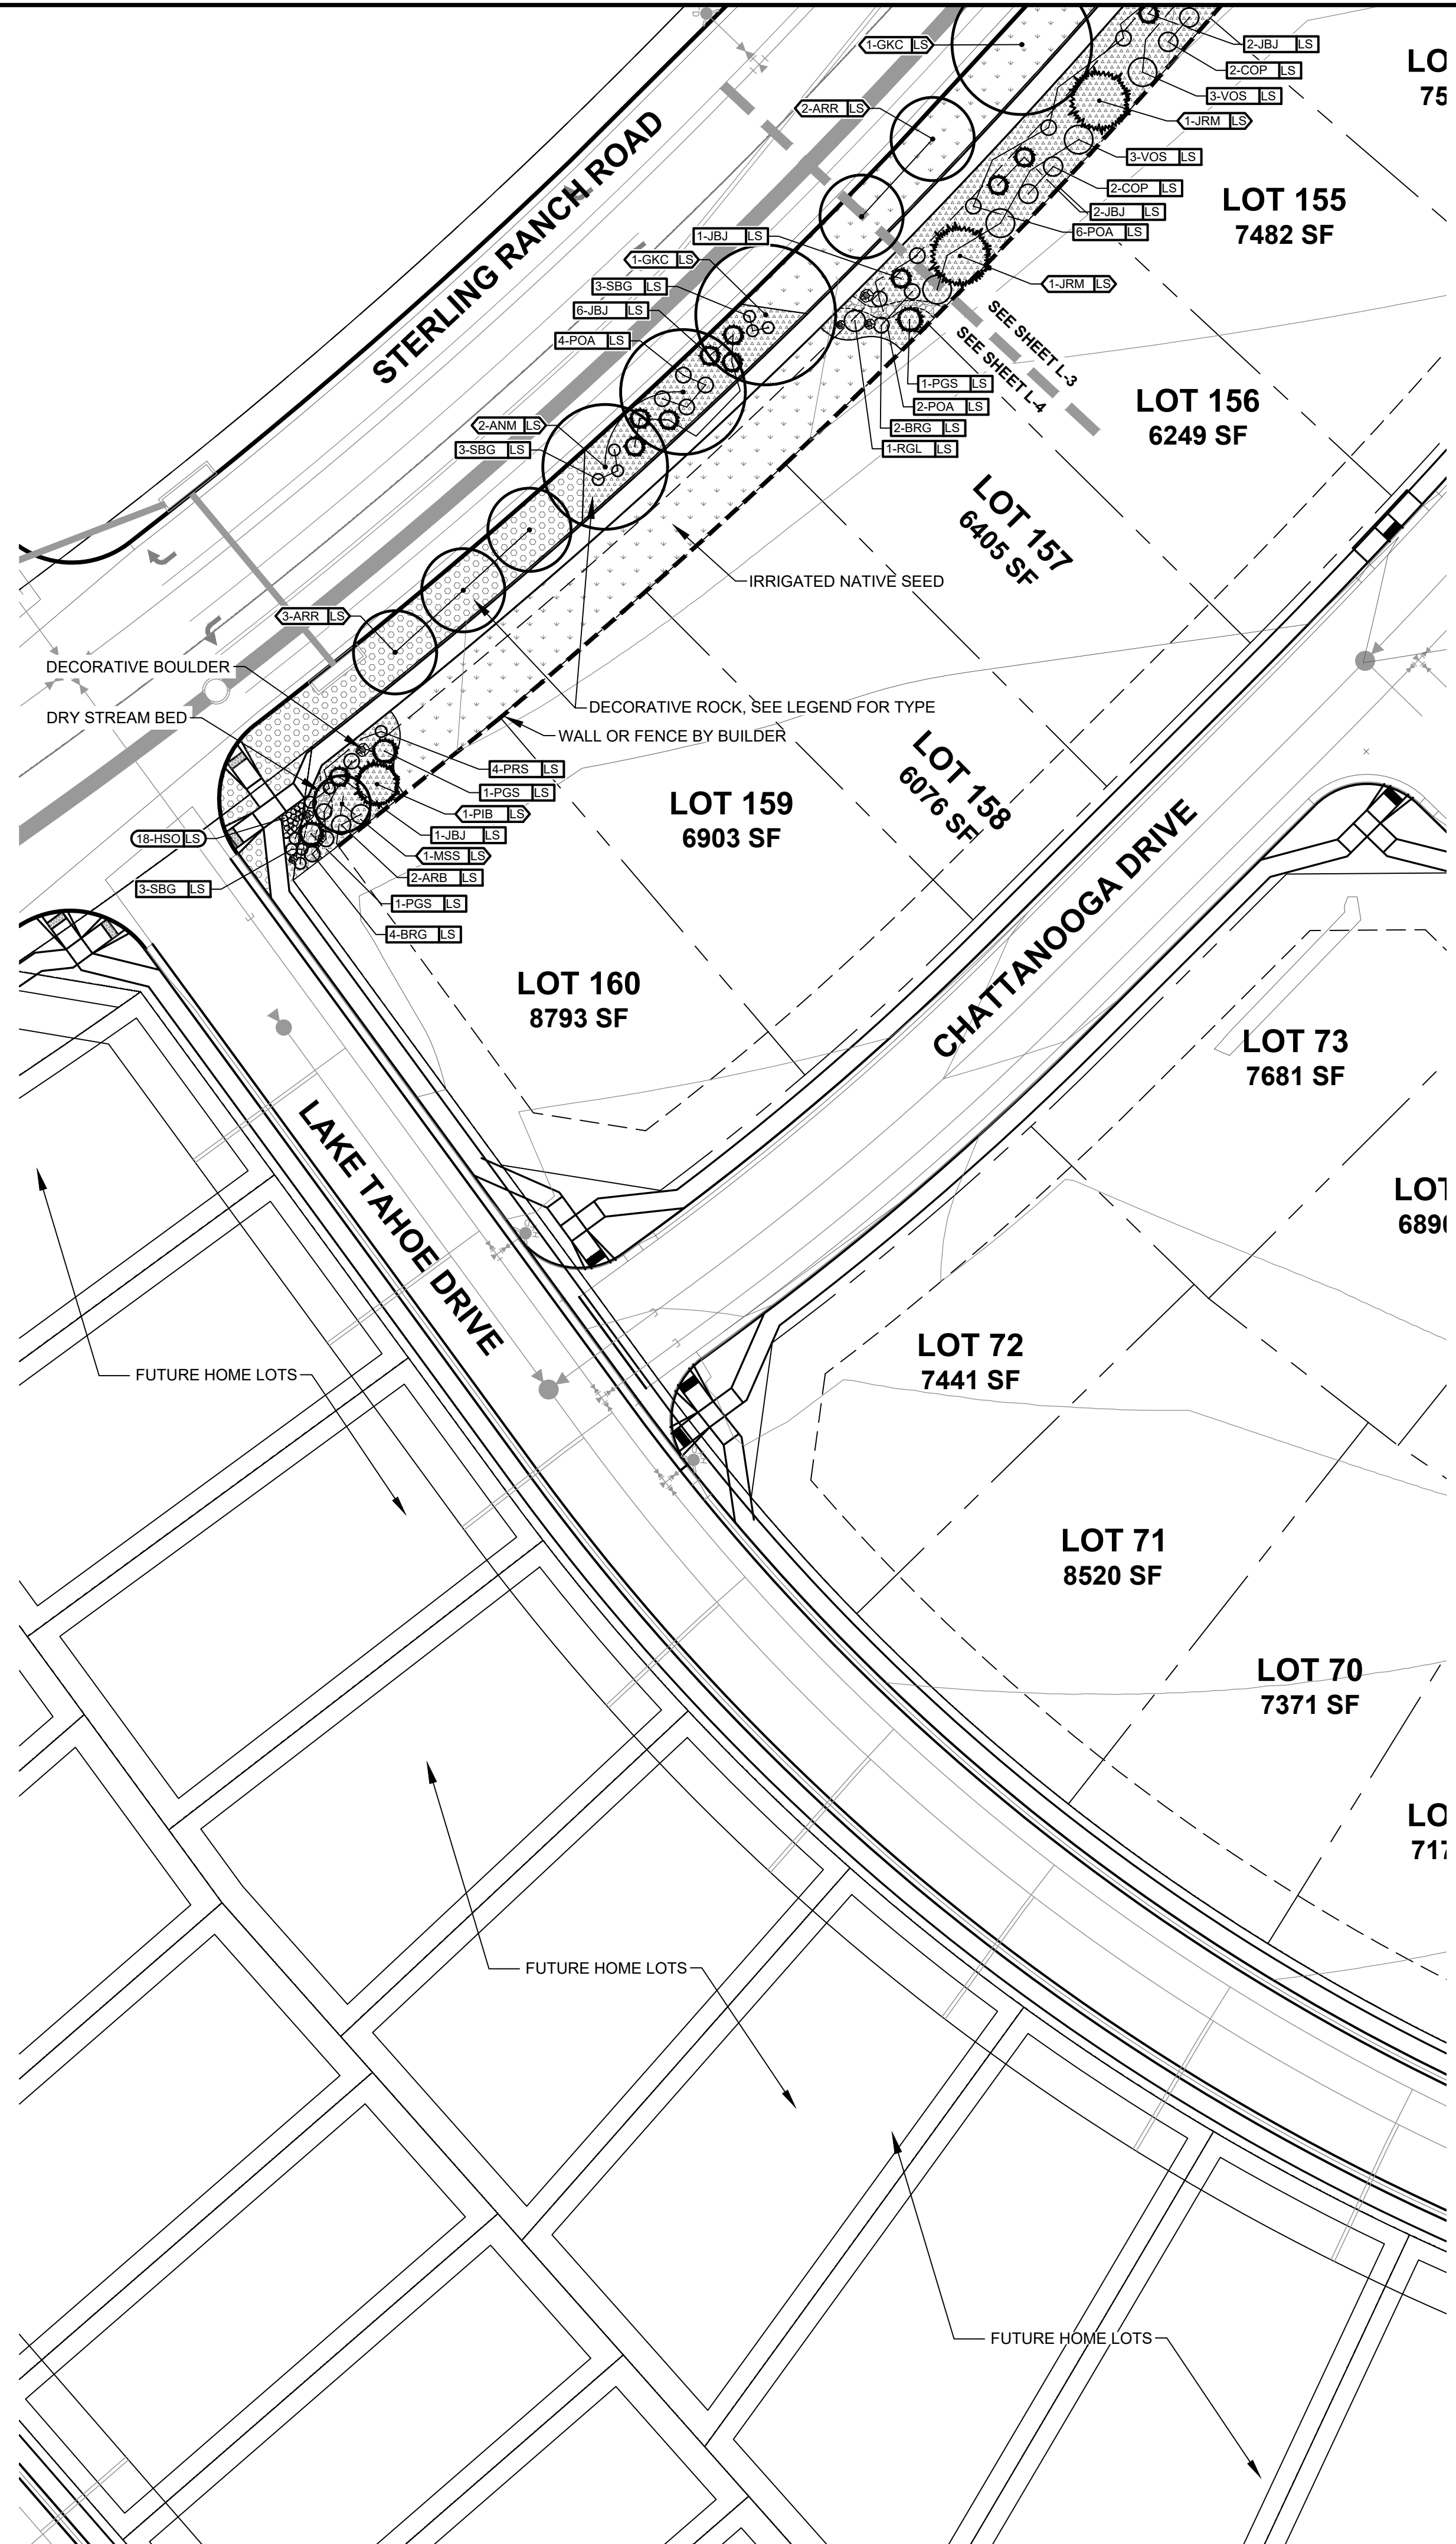 1-GKC LS
2-JBJ LS
2-COP LS
3-VOS LS
2-ARR LS
1-JRM LS
3-VOS LS
2-COP LS
LOT 155
7482 SF
2-JBJ LS
6-POA LS
STERLING RANCH ROAD
1-JBJ LS
1-GKC LS
3-SBG LS
1-JRM LS
6-JBJ LS
4-POA LS
SEE SHEET L-3
SEE SHEET L-4
1-PGS LS
2-POA LS
2-BRG LS
1-RGL LS
LOT 156
6249 SF
2-ANM LS
3-SBG LS
LOT 157
6405 SF
IRRIGATED NATIVE SEED
3-ARR LS
DECORATIVE BOULDER
DECORATIVE ROCK, SEE LEGEND FOR TYPE
DRY STREAM BED
WALL OR FENCE BY BUILDER
4-PRS LS
1-PGS LS
1-PIB LS
LOT 159
6903 SF
LOT 158
6076 SF
18-HSO LS
1-JBJ LS
1-MSS LS
2-ARB LS
3-SBG LS
1-PGS LS
4-BRG LS
CHATTANOOGA DRIVE
LOT 160
8793 SF
LOT 73
7681 SF
LAKE TAHOE DRIVE
LOT
LOT 72
7441 SF
FUTURE HOME LOTS
LOT 71
8520 SF
LOT 70
7371 SF
FUTURE HOME LOTS
FUTURE HOME LOTS